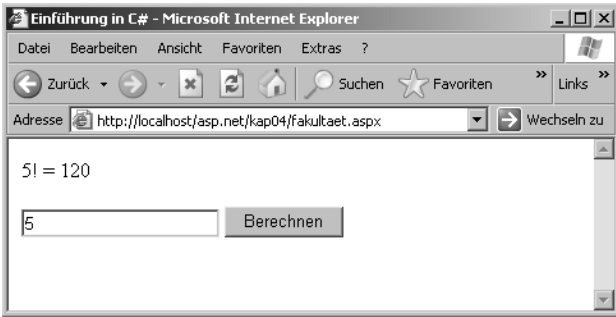 Einführung in C# - Microsoft Internet Explorer
Datei Bearbeiten Ansicht Favoriten Extras ?
Zurück Suchen Favoriten » Links »
Adresse http://localhost/asp.net/kap04/fakultaet.aspx Wechseln zu
5! = 120
5 Berechnen